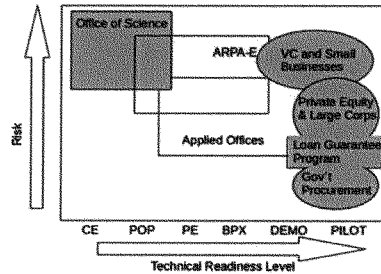 Office of Science
ARPA-E
VC and Small
Businesses
Private Equity
& Large Corps
Applied Offices
Loan Guarantee
Program
Gov't
Procurement
Risk
CE POP PE BPX DEMO PILOT
Technical Readiness Level